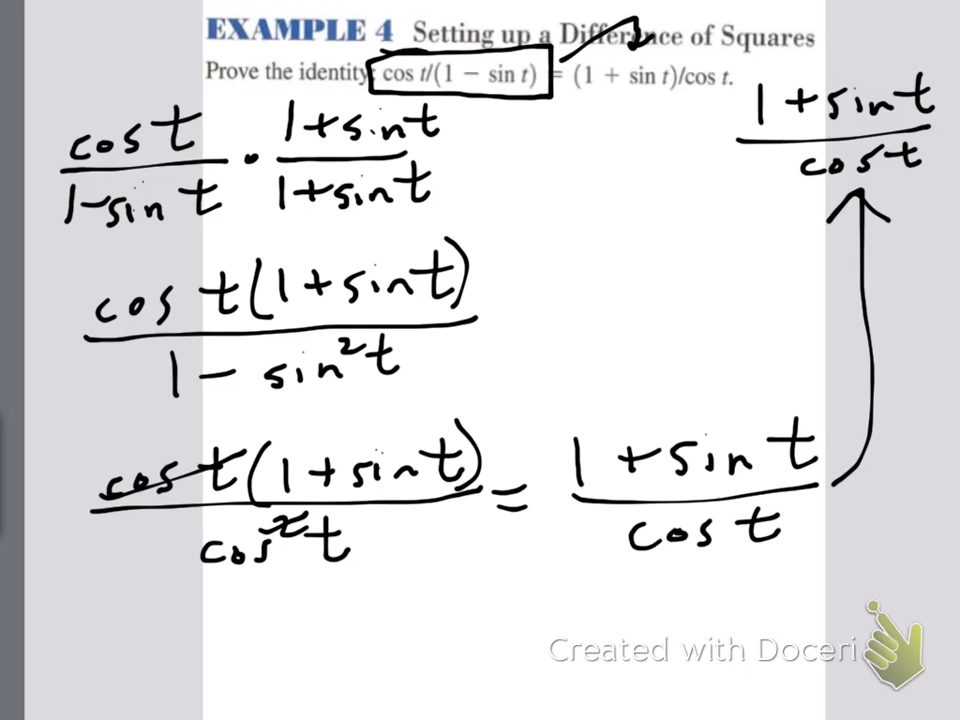 EXAMPLE 4 Setting up a Difference of Squares
Prove the identity: cos t/(1 − sin t) = (1 + sin t)/cos t.
1 + sin t
cos t
cos t · 1 + sin t
1 − sin t 1 + sin t
cos t (1 + sin t)
1 − sin² t
cos t (1 + sin t) = 1 + sin t
cos² t cos t
Created with Doceri